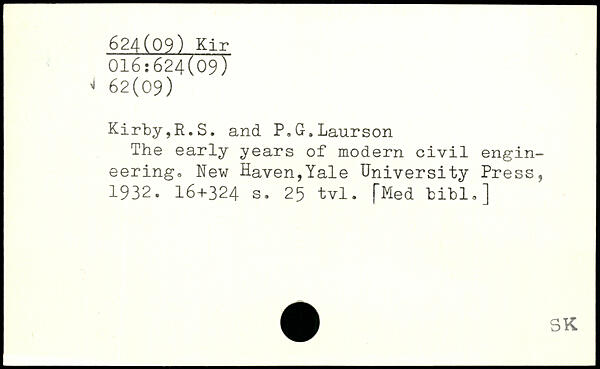 624(09) Kir
016:624(09)
√ 62(09)
Kirby,R.S. and P.G.Laurson
The early years of modern civil engin-
eering. New Haven,Yale University Press,
1932. 16+324 s. 25 tvl. [Med bibl.]
SK